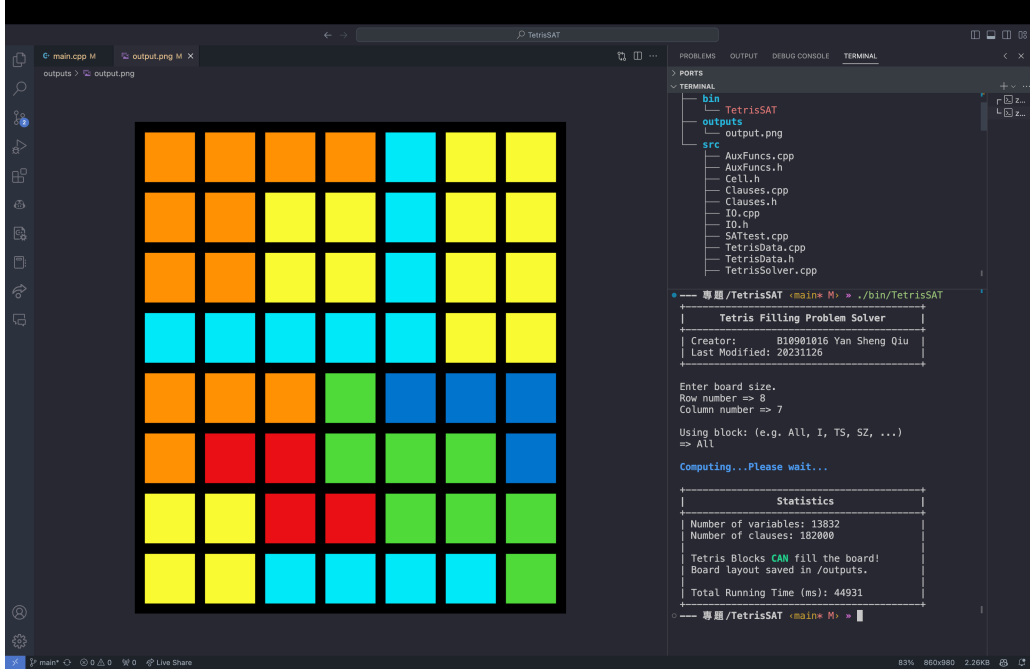 TetrisSAT
main.cpp M
output.png M
outputs > output.png
PROBLEMS OUTPUT DEBUG CONSOLE TERMINAL
PORTS
TERMINAL
bin
TetrisSAT
outputs
output.png
src
AuxFuncs.cpp
AuxFuncs.h
Cell.h
Clauses.cpp
Clauses.h
IO.cpp
IO.h
SATtest.cpp
TetrisData.cpp
TetrisData.h
TetrisSolver.cpp
z...
z...
2
--- 專題/TetrisSAT ‹main* M› » ./bin/TetrisSAT
Tetris Filling Problem Solver
Creator: B10901016 Yan Sheng Qiu
Last Modified: 20231126
Enter board size.
Row number => 8
Column number => 7
Using block: (e.g. All, I, TS, SZ, ...)
=> All
Computing...Please wait...
Statistics
Number of variables: 13832
Number of clauses: 182000
Tetris Blocks CAN fill the board!
Board layout saved in /outputs.
Total Running Time (ms): 44931
--- 專題/TetrisSAT ‹main* M› »
main* 0 0 0 Live Share
83% 860x980 2.26KB